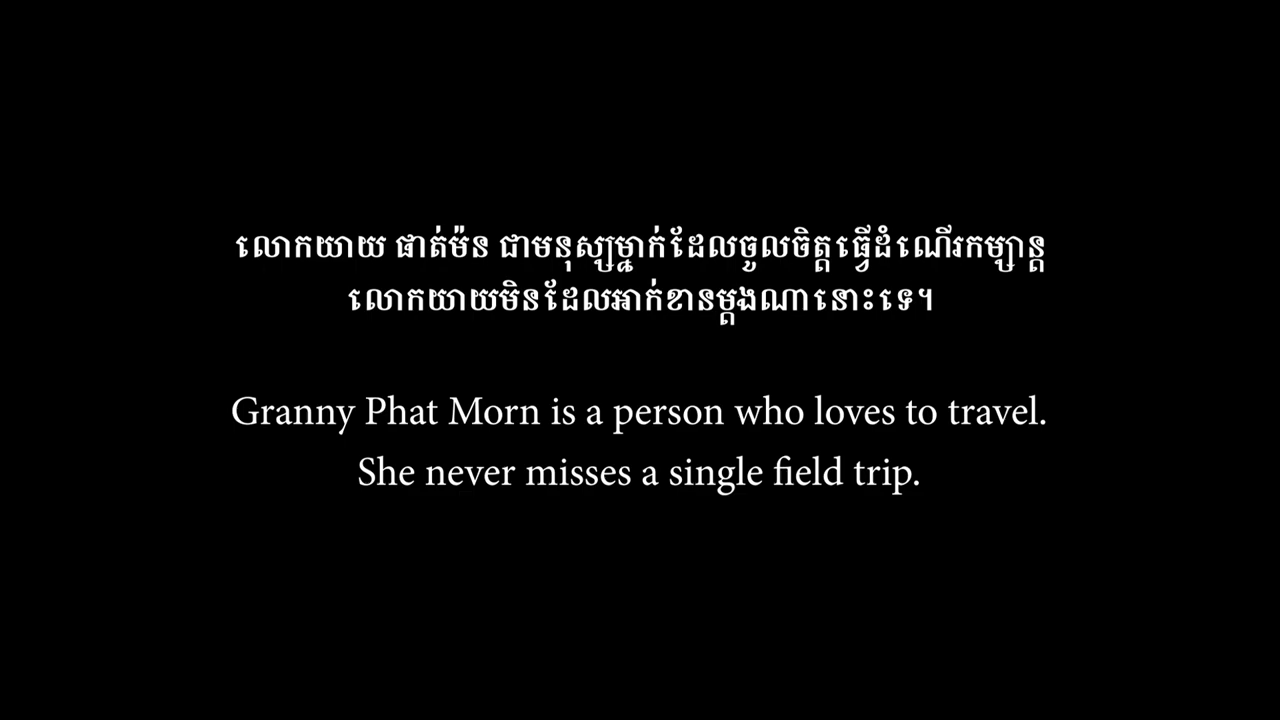 លោកយាយ ផាត់ម៉ន ជាមនុស្សម្នាក់ដែលចូលចិត្តធ្វើដំណើរកម្សាន្ត
លោកយាយមិនដែលអាក់ខានម្ដងណានោះទេ។
Granny Phat Morn is a person who loves to travel.
She never misses a single field trip.